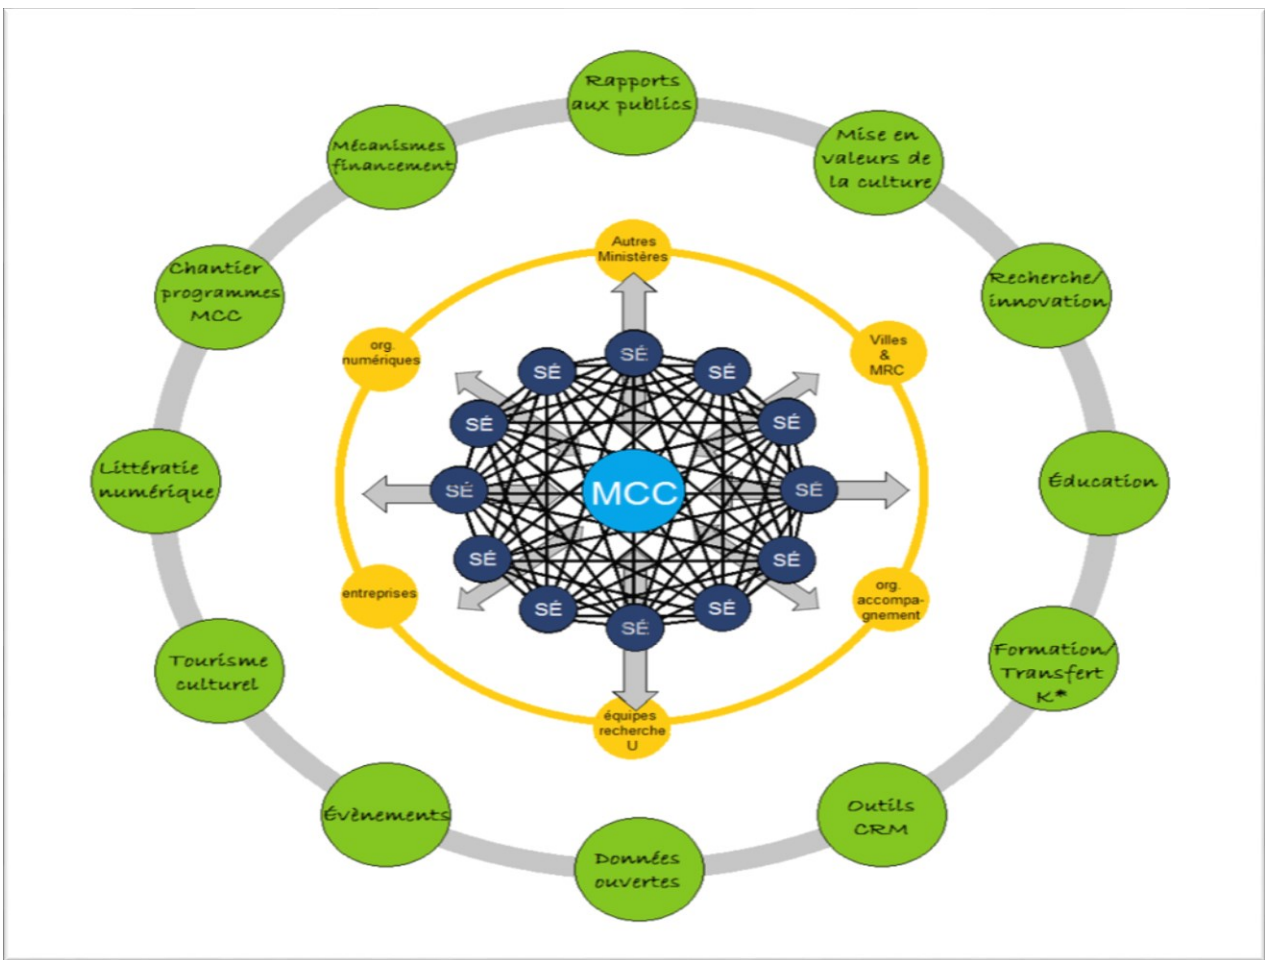 Rapports
aux publics
Mise en
valeurs de
la culture
Recherche/
innovation
Éducation
Formation/
Transfert
K*
Outils
CRM
Données
ouvertes
Évènements
Tourisme
culturel
Littératie
numérique
Chantier
programmes
MCC
Mécanismes
financement
Autres
Ministères
Villes
&
MRC
org.
accompa-
gnement
équipes
recherche
U
entreprises
org.
numériques
SÉ
SÉ
SÉ
SÉ
SÉ
SÉ
SÉ
SÉ
SÉ
SÉ
SÉ
SÉ
MCC